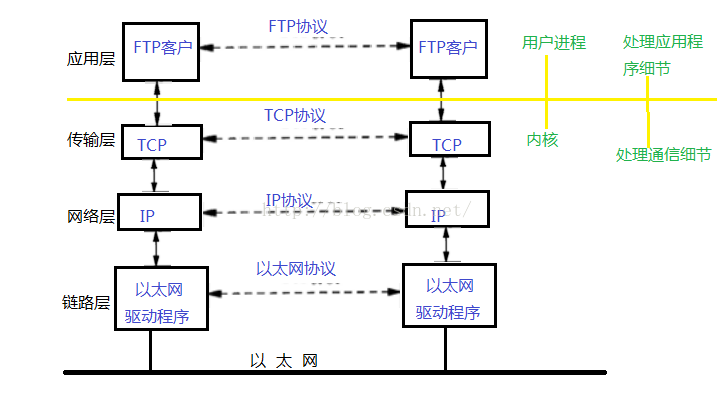 FTP协议
应用层 FTP客户 FTP客户 用户进程 处理应用程
序细节
TCP协议
传输层 TCP TCP 内核 处理通信细节
IP协议
网络层 IP IP
http://blog.csdn.net/
以太网协议
链路层 以太网 以太网
驱动程序 驱动程序
以 太 网